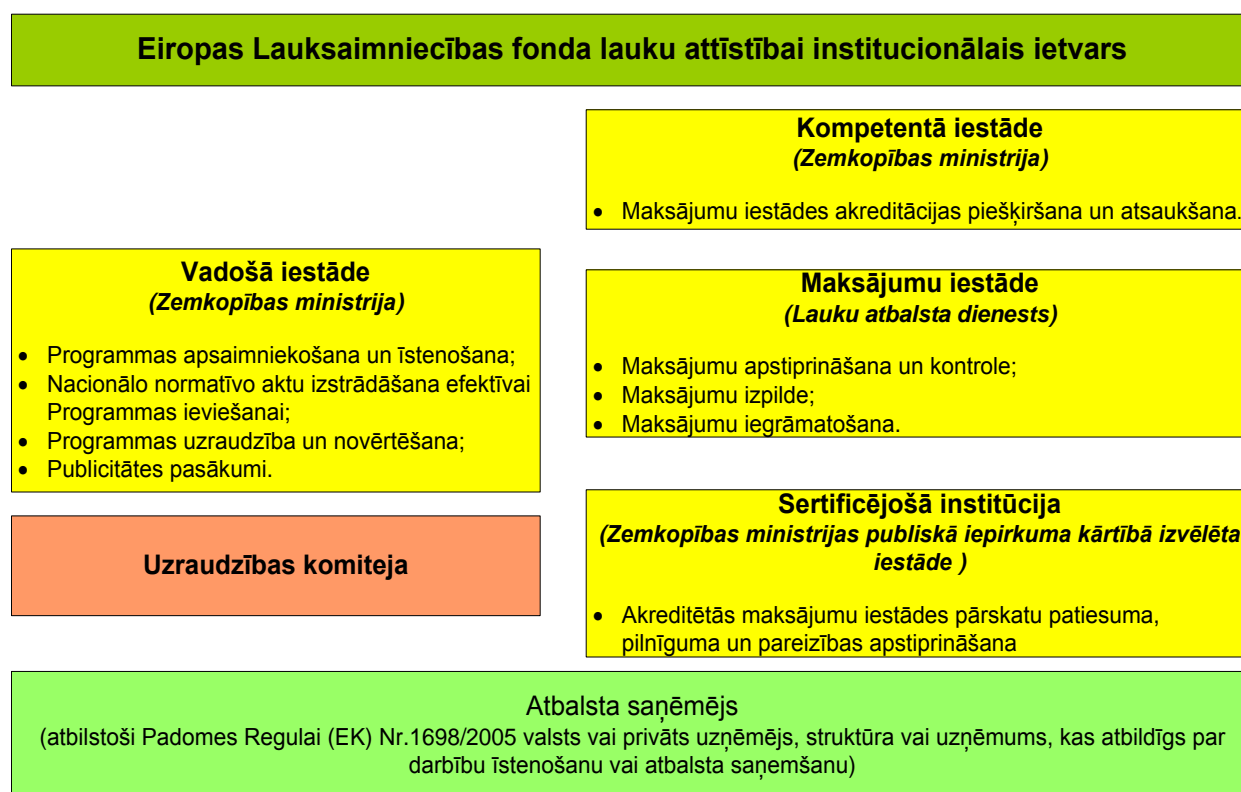 Eiropas Lauksaimniecības fonda lauku attīstībai institucionālais ietvars
Kompetentā iestāde
(Zemkopības ministrija)
• Maksājumu iestādes akreditācijas piešķiršana un atsaukšana.
Vadošā iestāde
(Zemkopības ministrija)
• Programmas apsaimniekošana un īstenošana;
• Nacionālo normatīvo aktu izstrādāšana efektīvai
Programmas ieviešanai;
• Programmas uzraudzība un novērtēšana;
• Publicitātes pasākumi.
Maksājumu iestāde
(Lauku atbalsta dienests)
• Maksājumu apstiprināšana un kontrole;
• Maksājumu izpilde;
• Maksājumu iegrāmatošana.
Uzraudzības komiteja
Sertificējošā institūcija
(Zemkopības ministrijas publiskā iepirkuma kārtībā izvēlēta
iestāde )
• Akreditētās maksājumu iestādes pārskatu patiesuma,
pilnīguma un pareizības apstiprināšana
Atbalsta saņēmējs
(atbilstoši Padomes Regulai (EK) Nr.1698/2005 valsts vai privāts uzņēmējs, struktūra vai uzņēmums, kas atbildīgs par
darbību īstenošanu vai atbalsta saņemšanu)